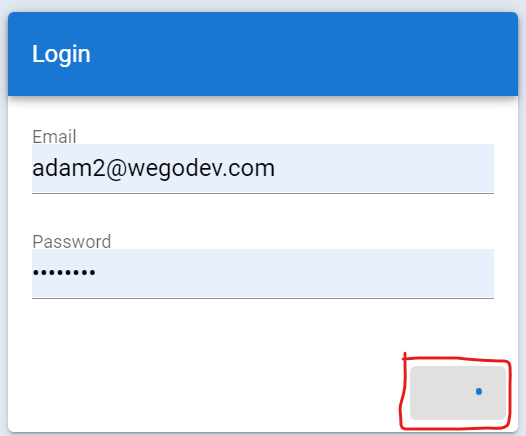 Login
Email
adam2@wegodev.com
Password
••••••••